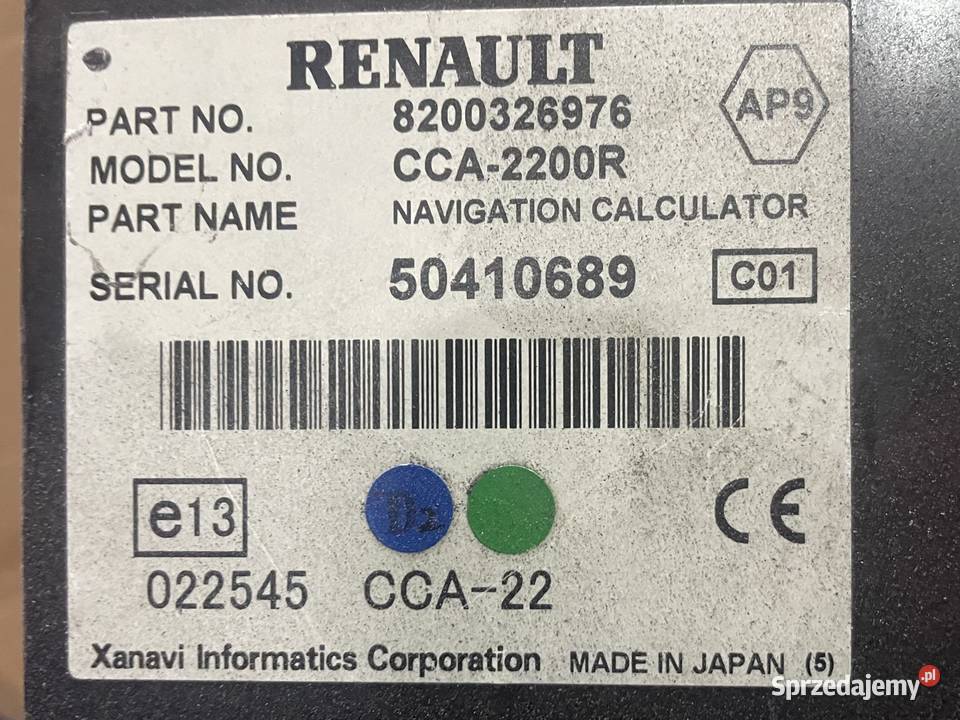 RENAULT
PART NO. 8200326976
AP9
MODEL NO. CCA-2200R
PART NAME NAVIGATION CALCULATOR
SERIAL NO. 50410689 C01
e13 D2 CE
022545 CCA-22
Xanavi Informatics Corporation MADE IN JAPAN (5)
Sprzedajemy.pl